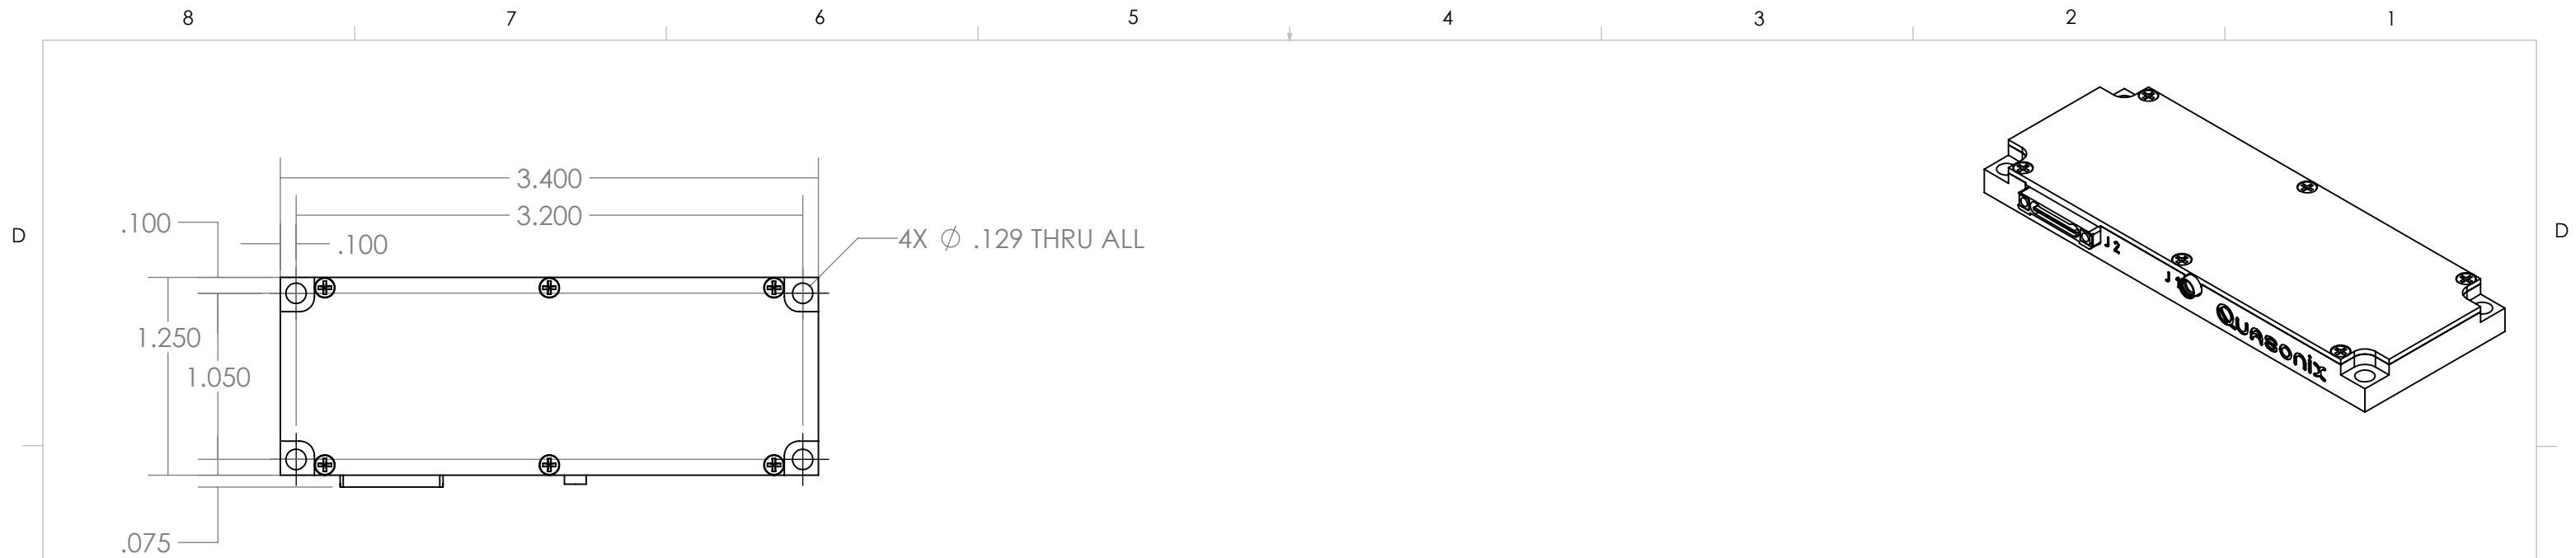 8 7 6 5 4 3 2 1
3.400
3.200
.100
.100
4X ∅ .129 THRU ALL
D
D
1.250
1.050
.075
J2
J1
Quasonix